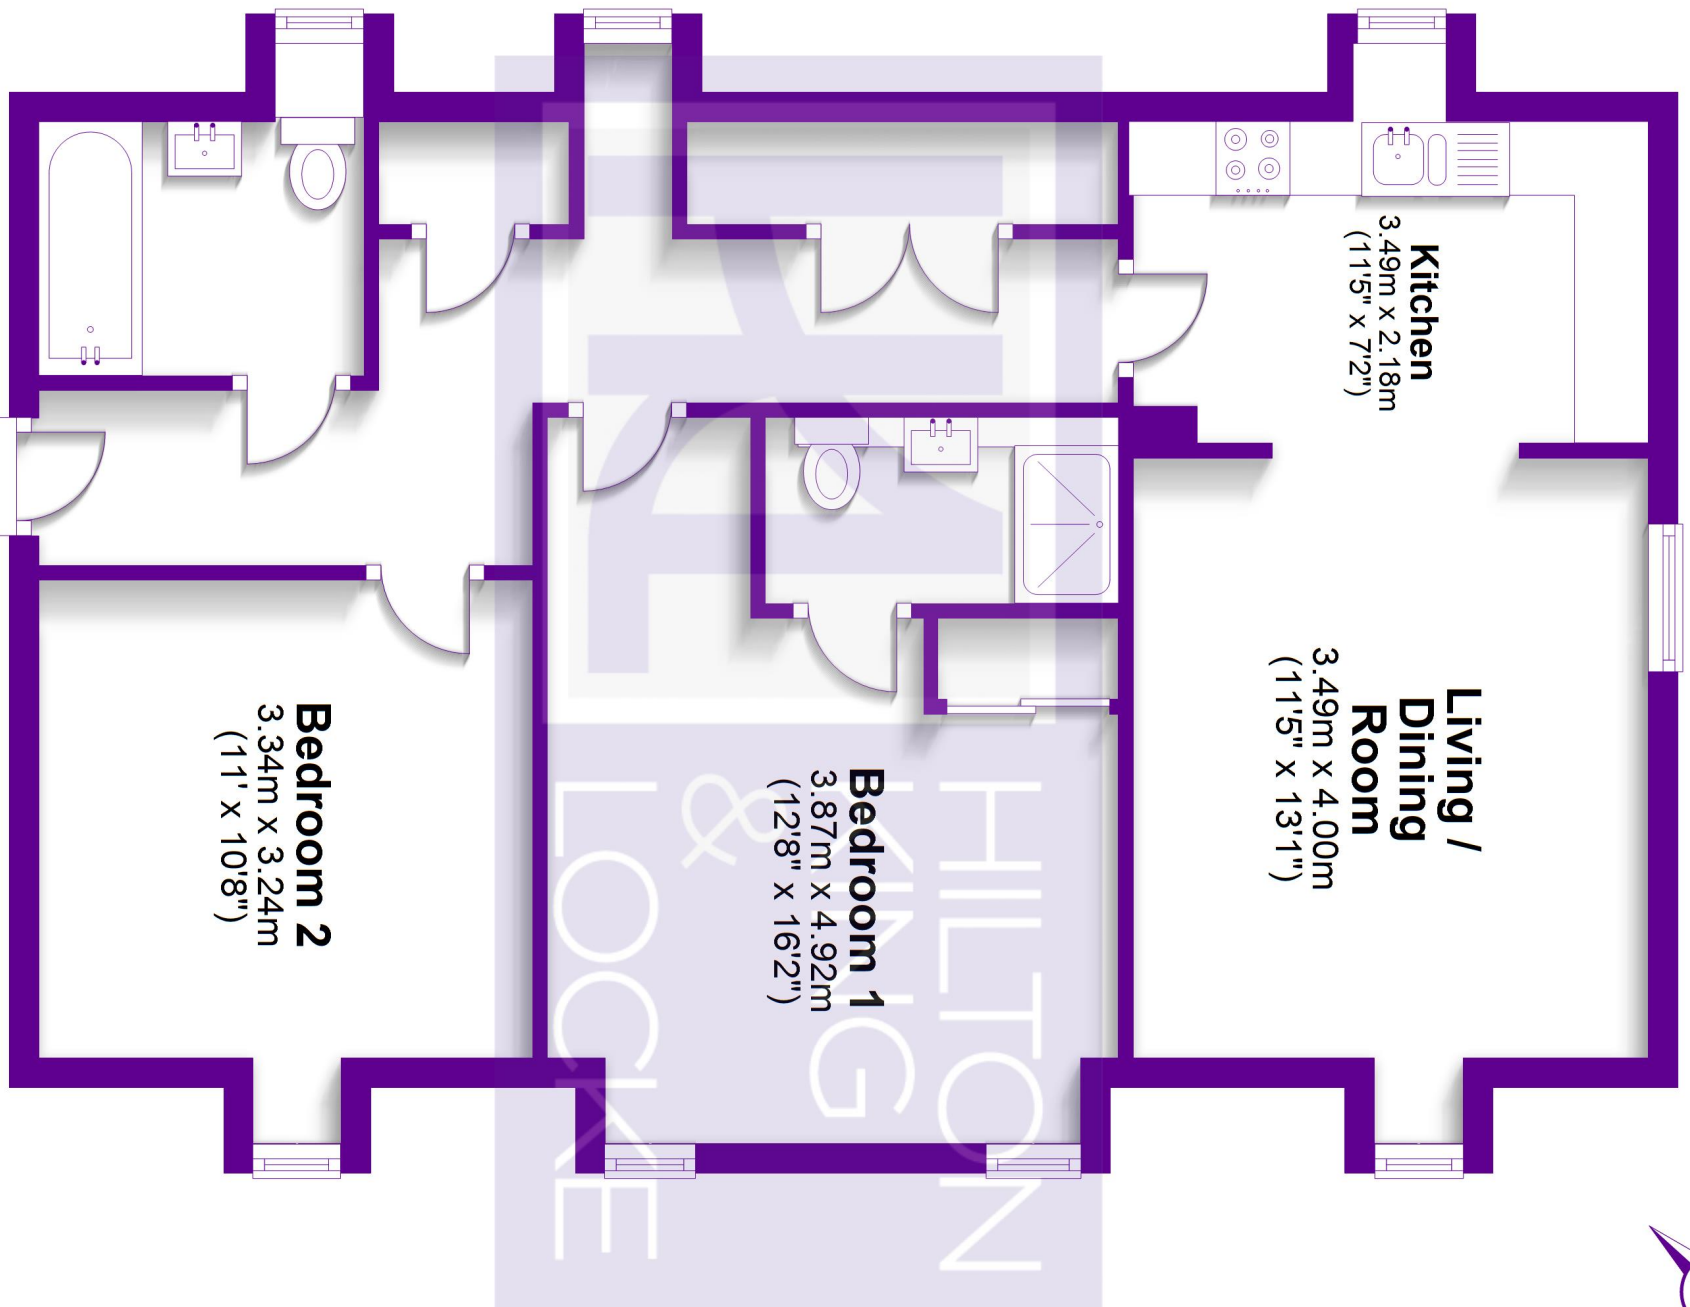 Kitchen
3.49m x 2.18m
(11'5" x 7'2")
Living /
Dining
Room
3.49m x 4.00m
(11'5" x 13'1")
Bedroom 1
3.87m x 4.92m
(12'8" x 16'2")
Bedroom 2
3.34m x 3.24m
(11' x 10'8")
HILTON
KING
&
LOCKE